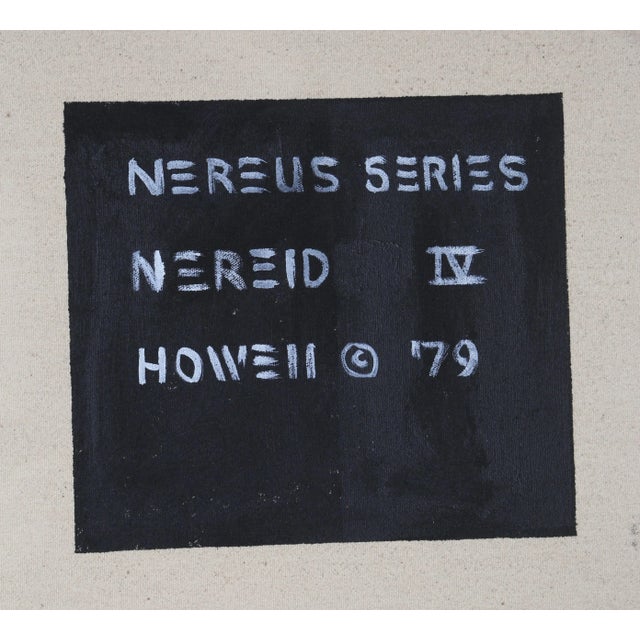 NEREUS SERIES
NEREID IV
HOWEll © '79